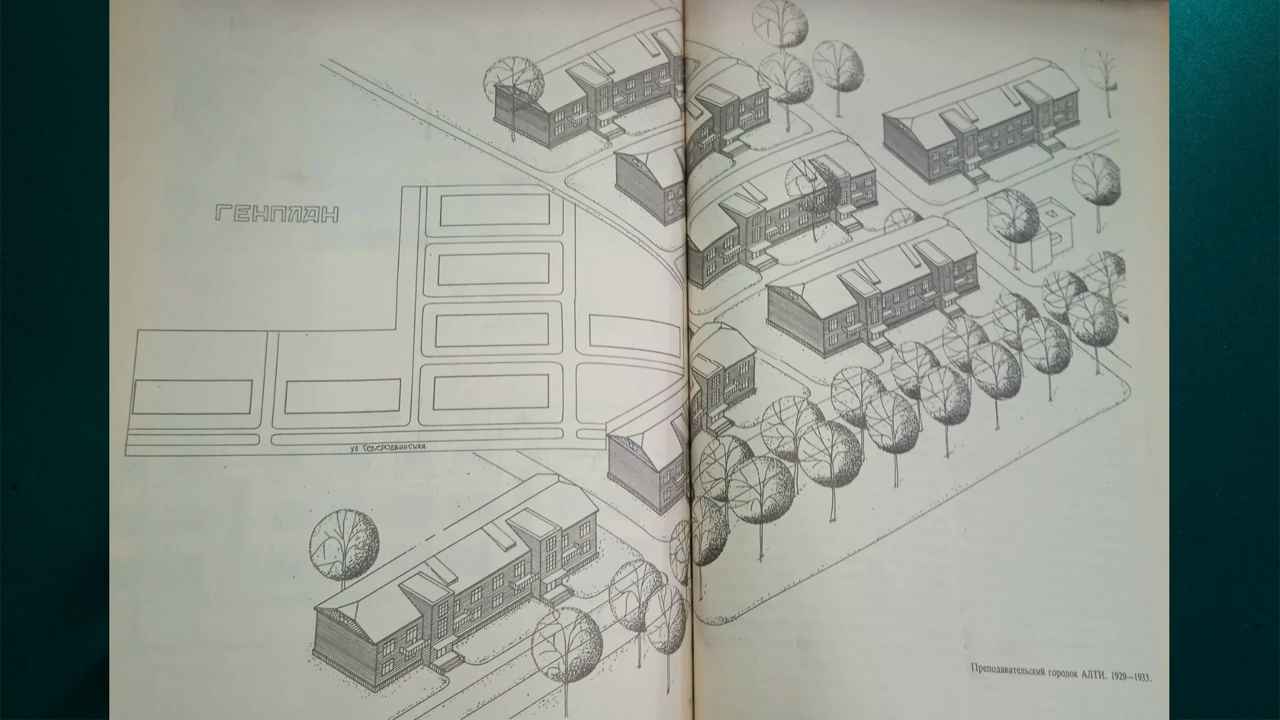 ГЕНПЛАН
ул Северодвинская
Преподавательский городок АЛТИ. 1929—1933.